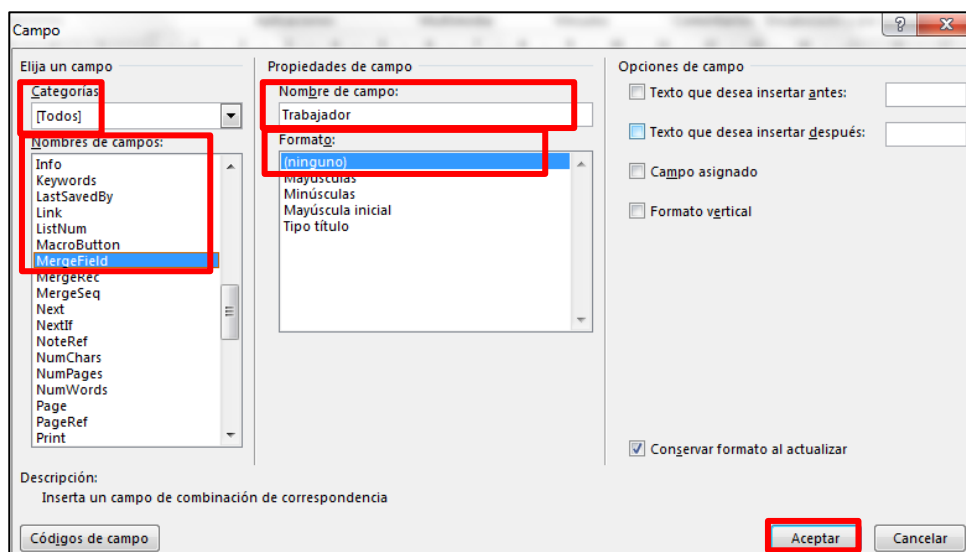 Campo
Elija un campo
Categorías
[Todos]
Nombres de campos:
Info
Keywords
LastSavedBy
Link
ListNum
MacroButton
MergeField
MergeRec
MergeSeq
Next
NextIf
NoteRef
NumChars
NumPages
NumWords
Page
PageRef
Print
Propiedades de campo
Nombre de campo:
Trabajador
Formato:
(ninguno)
Mayúsculas
Minúsculas
Mayúscula inicial
Tipo título
Opciones de campo
Texto que desea insertar antes:
Texto que desea insertar después:
Campo asignado
Formato vertical
Conservar formato al actualizar
Descripción:
Inserta un campo de combinación de correspondencia
Códigos de campo
Aceptar
Cancelar